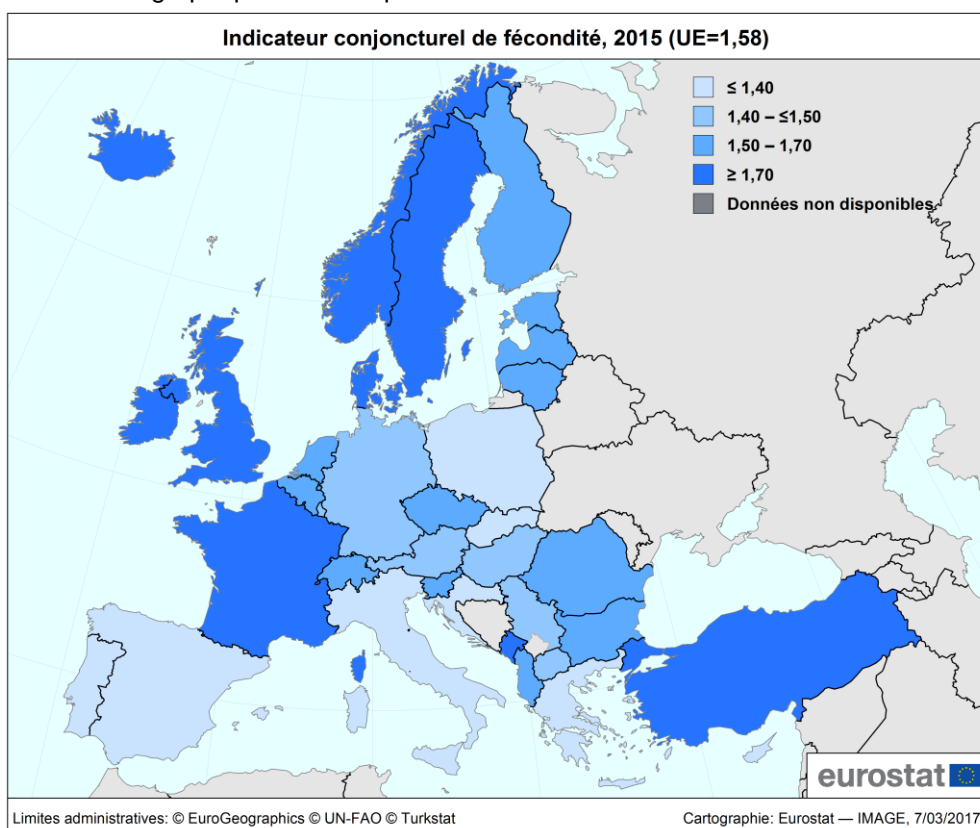 Indicateur conjoncturel de fécondité, 2015 (UE=1,58)
≤ 1,40
1,40 – ≤1,50
1,50 – 1,70
≥ 1,70
Données non disponibles
eurostat
Limites administratives: © EuroGeographics © UN-FAO © Turkstat
Cartographie: Eurostat — IMAGE, 7/03/2017